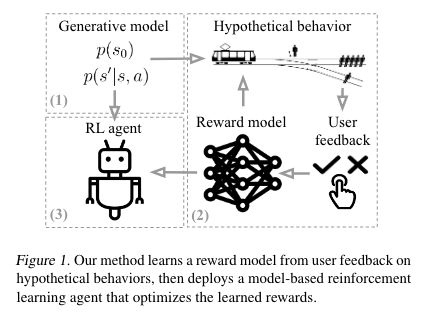 Generative model
Hypothetical behavior
p(s₀)
p(s′|s, a)
(1)
RL agent
Reward model
User
feedback
(3)
(2)
Figure 1. Our method learns a reward model from user feedback on
hypothetical behaviors, then deploys a model-based reinforcement
learning agent that optimizes the learned rewards.